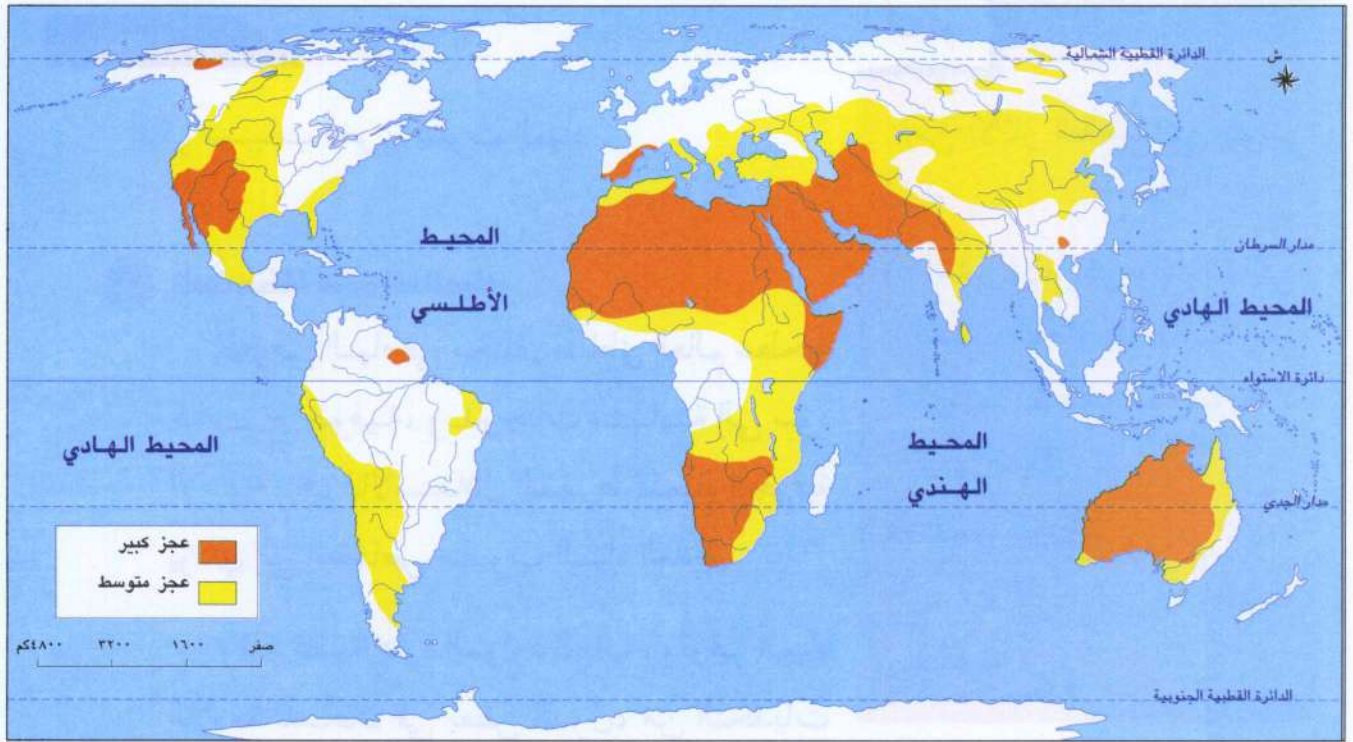 الدائرة القطبية الشمالية
ش
مدار السرطان
المحيط
الأطلسي
المحيط الهادي
دائرة الاستواء
المحيط الهادي
المحيط
الهندي
مدار الجدي
عجز كبير
عجز متوسط
صفر ١٦٠٠ ٣٢٠٠ ٤٨٠٠كم
الدائرة القطبية الجنوبية